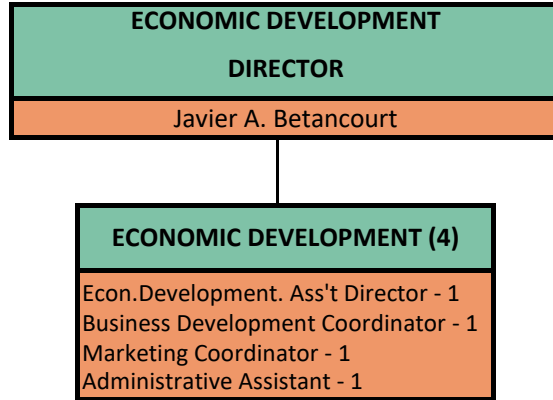 ECONOMIC DEVELOPMENT
DIRECTOR
Javier A. Betancourt
ECONOMIC DEVELOPMENT (4)
Econ.Development. Ass't Director - 1
Business Development Coordinator - 1
Marketing Coordinator - 1
Administrative Assistant - 1